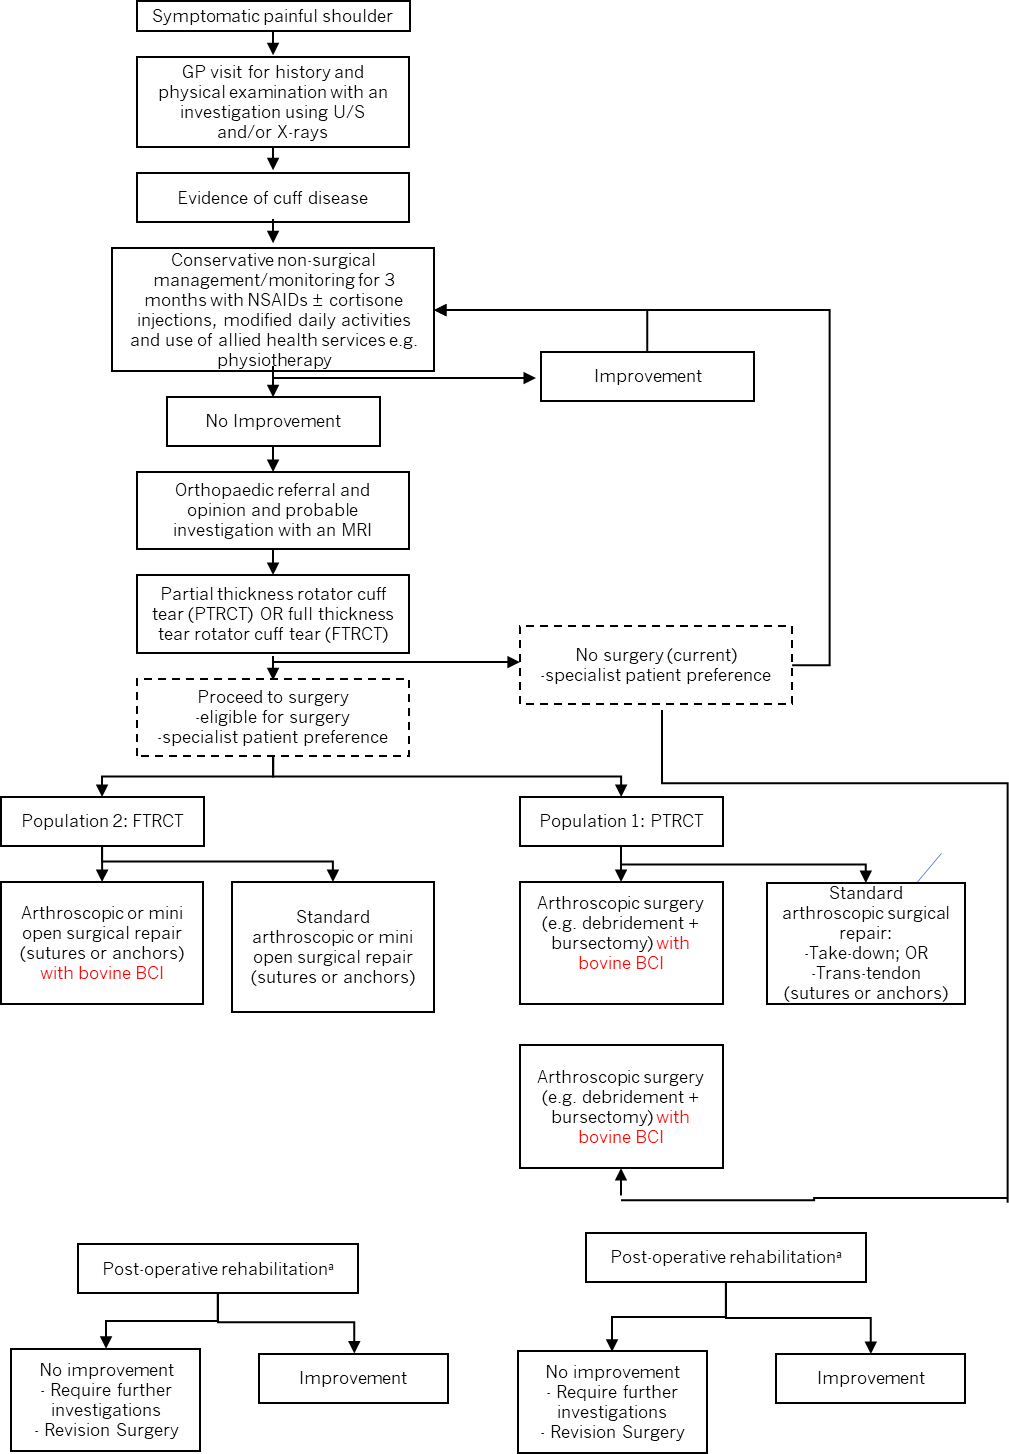 Symptomatic painful shoulder
GP visit for history and
physical examination with an
investigation using U/S
and/or X-rays
Evidence of cuff disease
Conservative non-surgical
management/monitoring for 3
months with NSAIDs ± cortisone
injections, modified daily activities
and use of allied health services e.g.
physiotherapy
Improvement
No Improvement
Orthopaedic referral and
opinion and probable
investigation with an MRI
Partial thickness rotator cuff
tear (PTRCT) OR full thickness
tear rotator cuff tear (FTRCT)
No surgery (current)
-specialist patient preference
Proceed to surgery
-eligible for surgery
-specialist patient preference
Population 2: FTRCT
Population 1: PTRCT
Arthroscopic or mini
open surgical repair
(sutures or anchors)
with bovine BCI
Standard
arthroscopic or mini
open surgical repair
(sutures or anchors)
Arthroscopic surgery
(e.g. debridement +
bursectomy) with
bovine BCI
Standard
arthroscopic surgical
repair:
-Take-down; OR
-Trans-tendon
(sutures or anchors)
Arthroscopic surgery
(e.g. debridement +
bursectomy) with
bovine BCI
Post-operative rehabilitationᵃ
Post-operative rehabilitationᵃ
No improvement
- Require further
investigations
- Revision Surgery
Improvement
No improvement
- Require further
investigations
- Revision Surgery
Improvement